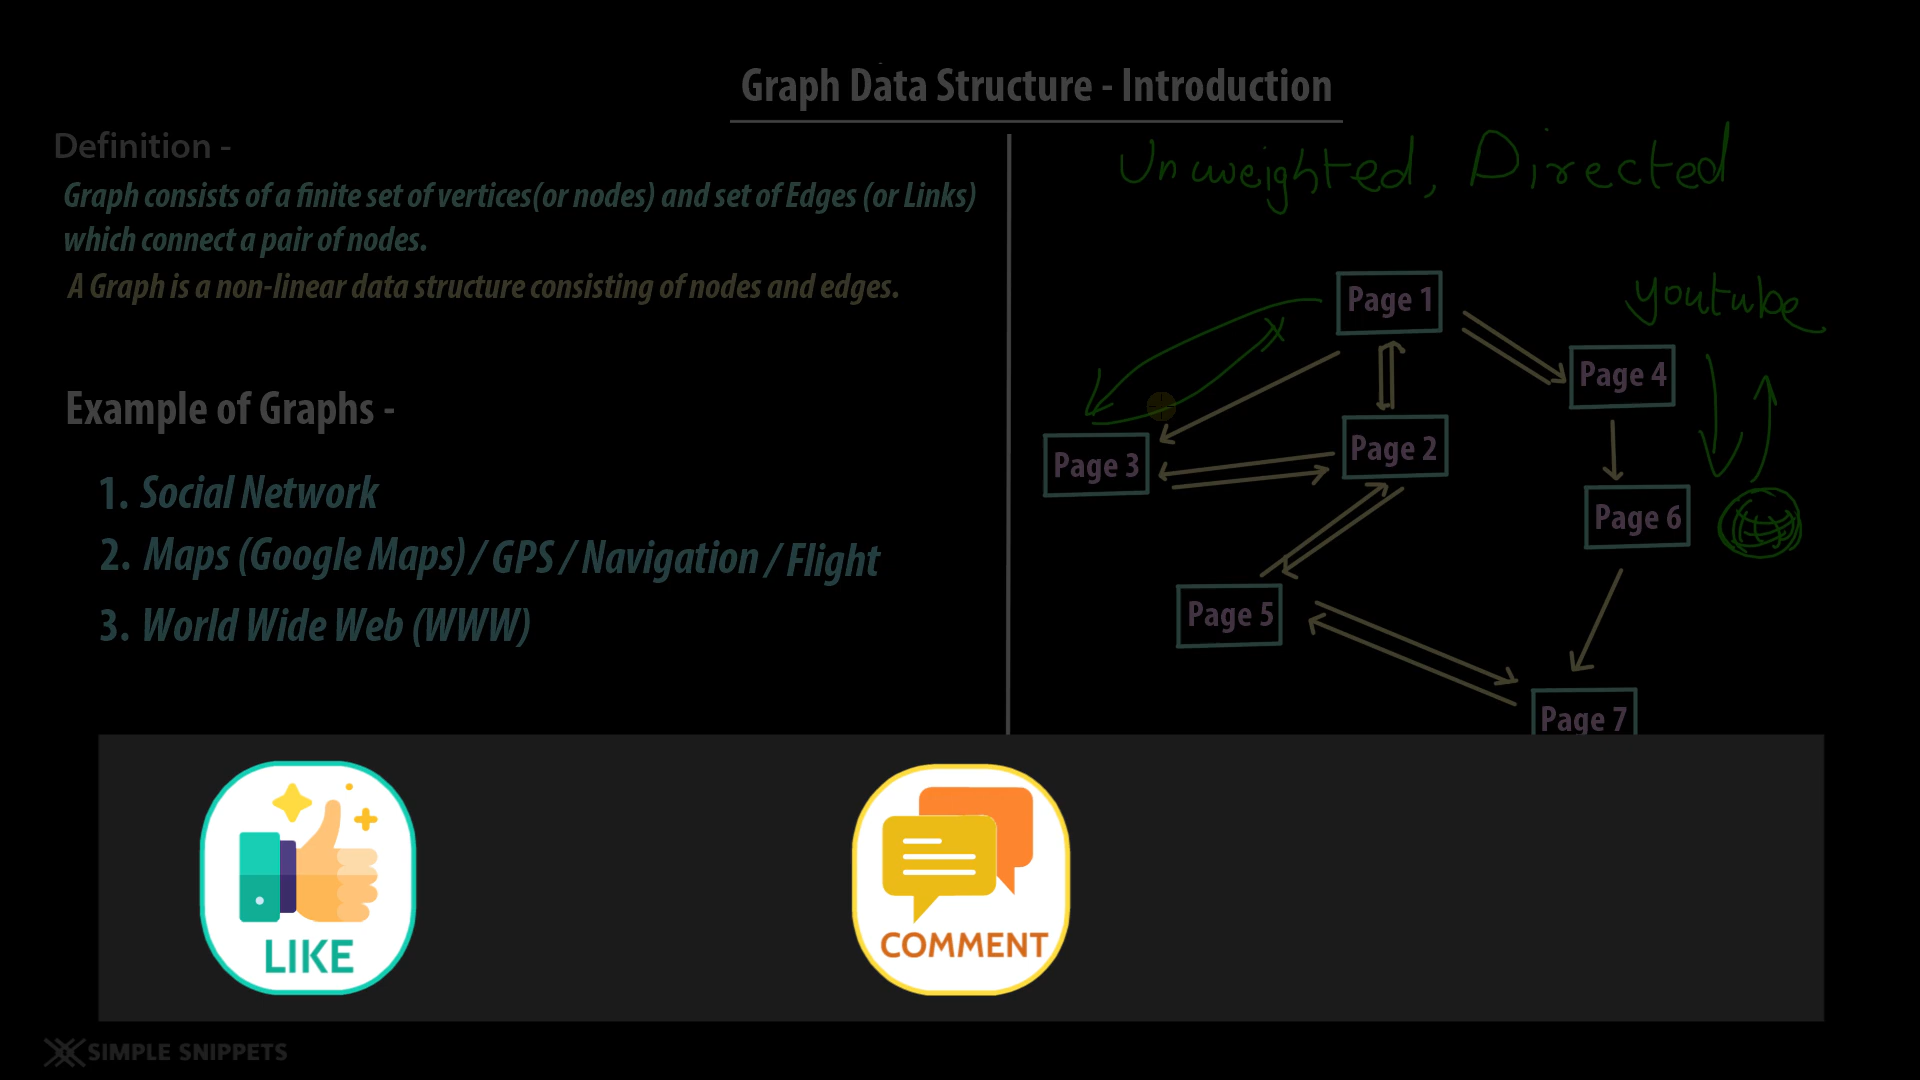 Graph Data Structure - Introduction
Definition -
Graph consists of a finite set of vertices(or nodes) and set of Edges (or Links)
which connect a pair of nodes.
A Graph is a non-linear data structure consisting of nodes and edges.
Example of Graphs -
1. Social Network
2. Maps (Google Maps) / GPS / Navigation / Flight
3. World Wide Web (WWW)
Unweighted, Directed
youtube
Page 1
Page 4
Page 2
Page 3
Page 6
Page 5
Page 7
LIKE
COMMENT
SIMPLE SNIPPETS